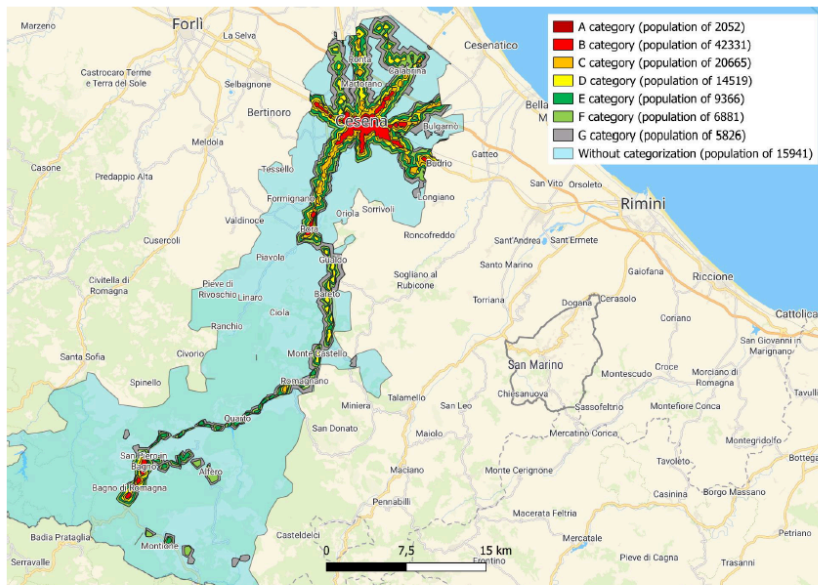 Marzeno
Forlì
La Selva
Castrocaro Terme
e Terra del Sole
Selbagnone
Bertinoro
Meldola
Casone
Predappio Alta
Tessello
Formignano
Valdinoce
Cusercoli
Piavola
Civitella di
Romagna
Pieve di
Rivoschio
Linaro
Ranchio
Ciola
Santa Sofia
Civorio
Spinello
Martorano
Calabrina
Cesena
Bulgarnò
Budrio
Longiano
Oriola
Sorrivoli
Roncofreddo
Gualdo
Bareto
Sogliano al
Rubicone
Monte Castello
Romagnano
Quarto
Bagno
Alfero
Bagno di Romagna
Montione
Badia Prataglia
Serravalle
Casteldelci
Miniera
San Donato
Talamello
San Leo
Maiolo
Maciano
Pennabilli
Cesenatico
Gatteo
San Vito
Orsoleto
Rimini
Sant'Andrea
Sant'Ermete
Santo Marino
Torriana
Gaiofana
Riccione
Dogana
Cerasolo
Coriano
Cattolica
San Giovanni in
Marignano
San Marino
Chiesanuova
Montescudo
Croce
Morciano di
Romagna
Tavulli
Sassofeltrio
Montefiore Conca
Mercatino Conca
Montegridolfo
Monte Cerignone
Tavoleto
Bottega
Casinina
Borgo Massano
Macerata Feltria
Petriano
Mercatale
Pieve di Cagna
Trasanni
Frontino
A category (population of 2052)
B category (population of 42331)
C category (population of 20665)
D category (population of 14519)
E category (population of 9366)
F category (population of 6881)
G category (population of 5826)
Without categorization (population of 15941)
0 7,5 15 km